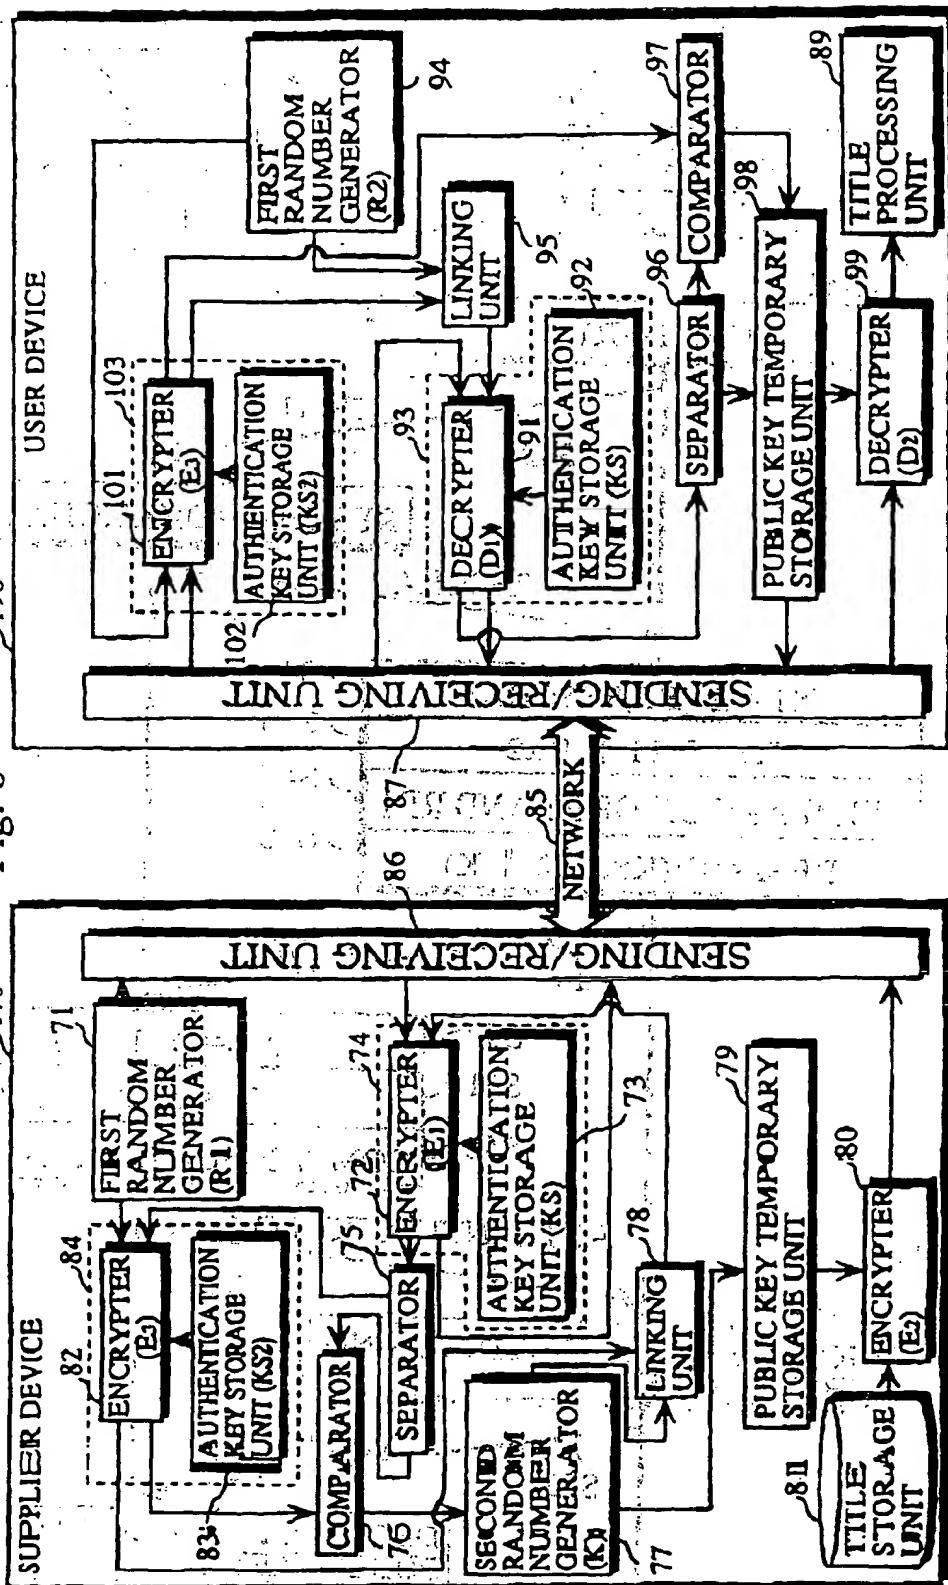 Fig.
SUPPLIER DEVICE
82
84
ENCRYPTER
(E3)
AUTHENTICATION
KEY STORAGE
UNIT (KS2)
83
FIRST
RANDOM
NUMBER
GENERATOR
(R1)
71
COMPARATOR
76
75
SEPARATOR
72
74
ENCRYPTER
(E1)
AUTHENTICATION
KEY STORAGE
UNIT (KS)
73
SECOND
RANDOM
NUMBER
GENERATOR
(K)
77
78
LINKING
UNIT
PUBLIC KEY TEMPORARY
STORAGE UNIT
79
81
TITLE
STORAGE
UNIT
ENCRYPTER
(E2)
80
SENDING/RECEIVING UNIT
86
NETWORK
85
87
SENDING/RECEIVING UNIT
USER DEVICE
101
103
ENCRYPTER
(E3)
AUTHENTICATION
KEY STORAGE
UNIT (KS2)
102
FIRST
RANDOM
NUMBER
GENERATOR
(R2)
94
LINKING
UNIT
95
93
DECRYPTER
(D1)
91
92
AUTHENTICATION
KEY STORAGE
UNIT (KS)
SEPARATOR
96
COMPARATOR
97
PUBLIC KEY TEMPORARY
STORAGE UNIT
98
DECRYPTER
(D2)
99
TITLE
PROCESSING
UNIT
89